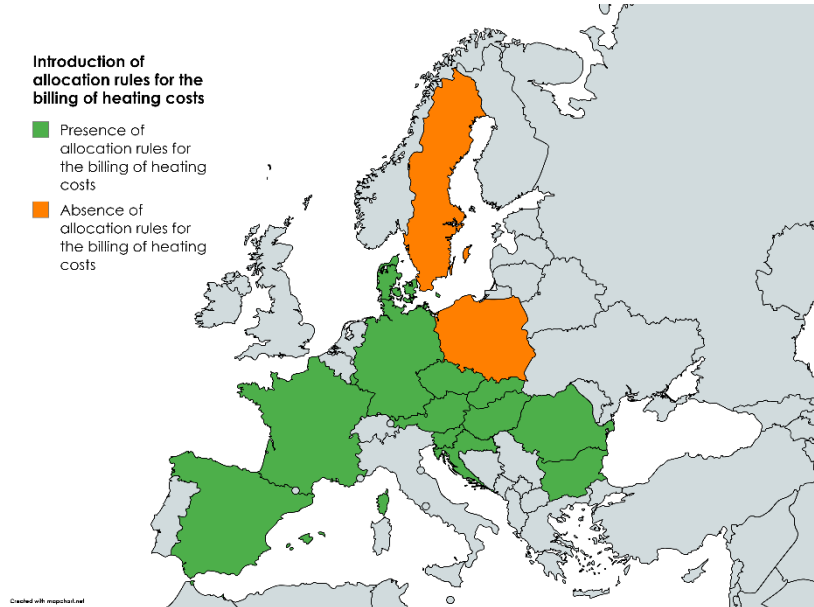 Introduction of
allocation rules for the
billing of heating costs
Presence of
allocation rules for
the billing of heating
costs
Absence of
allocation rules for
the billing of heating
costs
Created with mapchart.net